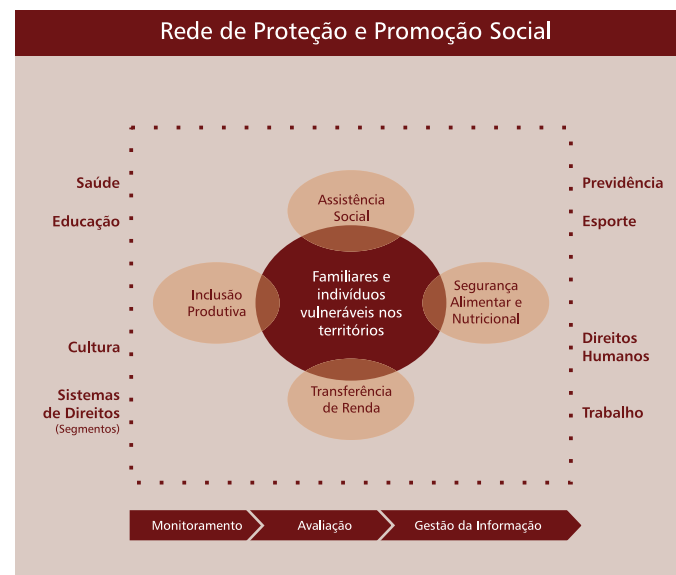 Rede de Proteção e Promoção Social
Saúde
Educação
Cultura
Sistemas
de Direitos
(Segmentos)
Assistência
Social
Inclusão
Produtiva
Familiares e
indivíduos
vulneráveis nos
territórios
Segurança
Alimentar e
Nutricional
Transferência
de Renda
Previdência
Esporte
Direitos
Humanos
Trabalho
Monitoramento
Avaliação
Gestão da Informação